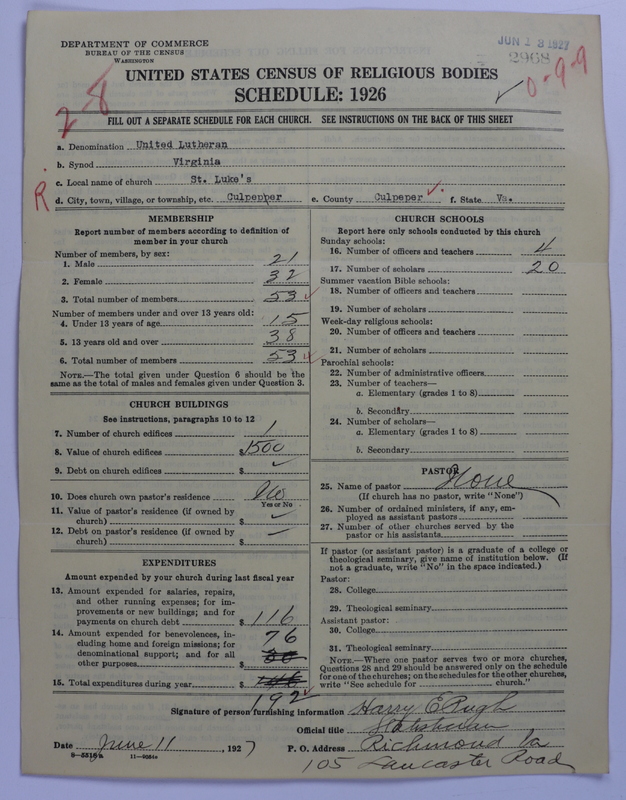 DEPARTMENT OF COMMERCE
BUREAU OF THE CENSUS
WASHINGTON
JUN 13 1927
2968
0-9-9
2-8
UNITED STATES CENSUS OF RELIGIOUS BODIES
SCHEDULE: 1926
FILL OUT A SEPARATE SCHEDULE FOR EACH CHURCH. SEE INSTRUCTIONS ON THE BACK OF THIS SHEET
a. Denomination United Lutheran
b. Synod Virginia
c. Local name of church St. Luke's
R.
d. City, town, village, or township, etc. Culpepper e. County Culpeper f. State Va.
MEMBERSHIP
Report number of members according to definition of
member in your church
Number of members, by sex:
1. Male 21
2. Female 32
3. Total number of members 53
Number of members under and over 13 years old:
4. Under 13 years of age 15
5. 13 years old and over 38
6. Total number of members 53
NOTE.—The total given under Question 6 should be the
same as the total of males and females given under Question 3.
CHURCH BUILDINGS
See instructions, paragraphs 10 to 12
7. Number of church edifices 1
8. Value of church edifices $1500
9. Debt on church edifices $
10. Does church own pastor's residence No
Yes or No
11. Value of pastor's residence (if owned by
church) $
12. Debt on pastor's residence (if owned by
church) $
EXPENDITURES
Amount expended by your church during last fiscal year
13. Amount expended for salaries, repairs,
and other running expenses; for im-
provements or new buildings; and for
payments on church debt $116
14. Amount expended for benevolences, in- 76
cluding home and foreign missions; for
denominational support; and for all
other purposes
15. Total expenditures during year $
192
CHURCH SCHOOLS
Report here only schools conducted by this church
Sunday schools:
16. Number of officers and teachers 4
17. Number of scholars 20
Summer vacation Bible schools:
18. Number of officers and teachers
19. Number of scholars
Week-day religious schools:
20. Number of officers and teachers
21. Number of scholars
Parochial schools:
22. Number of administrative officers
23. Number of teachers—
a. Elementary (grades 1 to 8)
b. Secondary
24. Number of scholars—
a. Elementary (grades 1 to 8)
b. Secondary
PASTOR
25. Name of pastor None
(If church has no pastor, write "None")
26. Number of ordained ministers, if any, em-
ployed as assistant pastors
27. Number of other churches served by the
pastor or his assistants
If pastor (or assistant pastor) is a graduate of a college or
theological seminary, give name of institution below. (If
not a graduate, write "No" in the space indicated.)
Pastor:
28. College
29. Theological seminary
Assistant pastor:
30. College
31. Theological seminary
NOTE.—Where one pastor serves two or more churches,
Questions 28 and 29 should be answered only on the schedule
for one of the churches; on the schedules for the other churches,
write "See schedule for church."
Signature of person furnishing information Harry E Pugh
Official title Statistician
Date June 11, 1927 P. O. Address Richmond Va
105 Lancaster Road